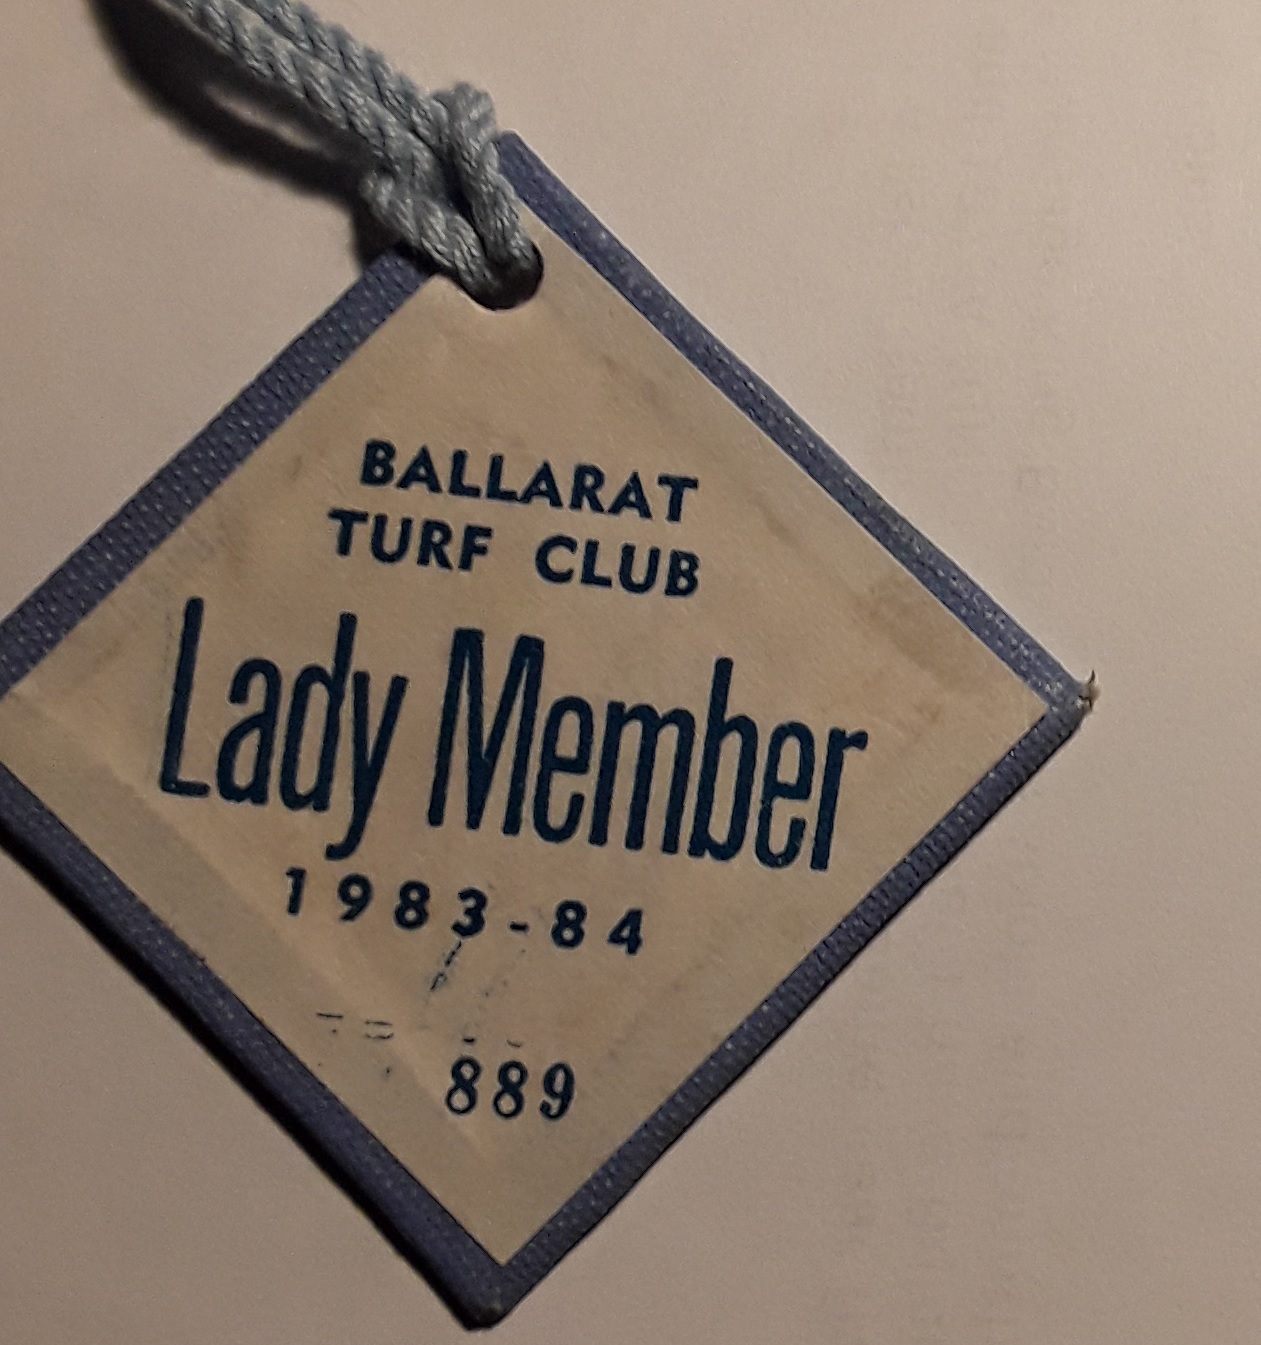 BALLARAT
TURF CLUB
Lady Member
1983-84
889